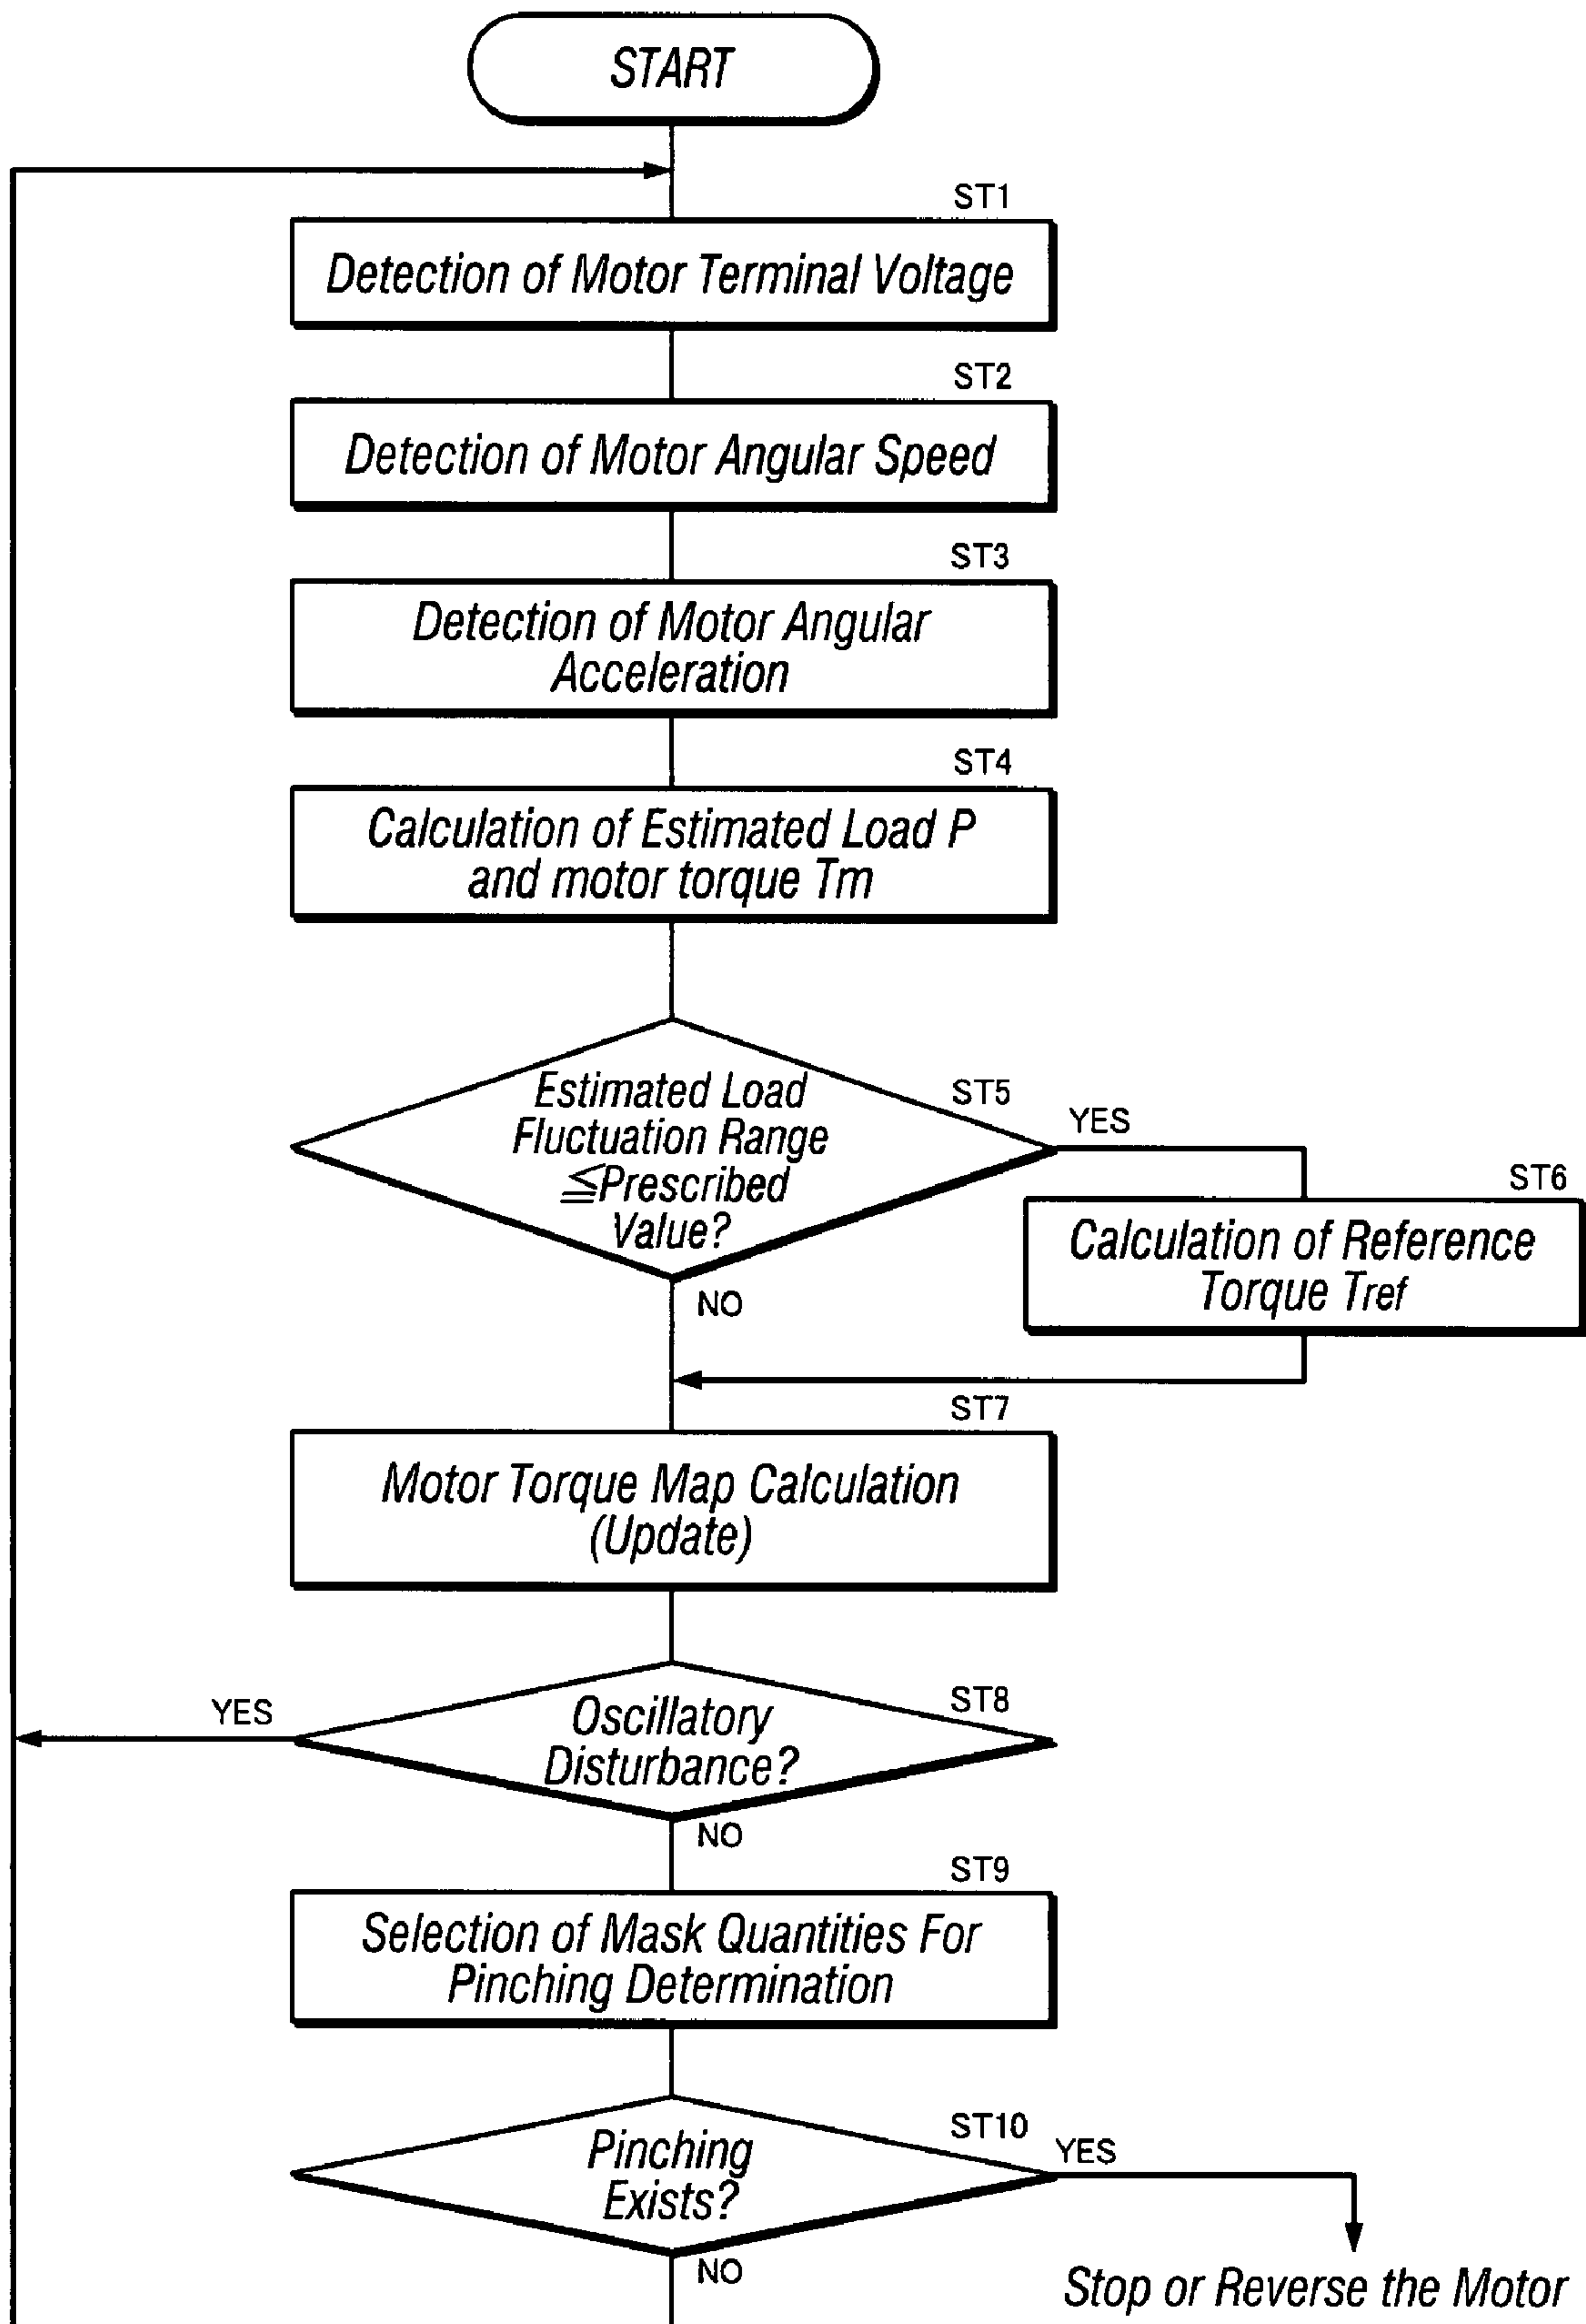 START
ST1
Detection of Motor Terminal Voltage
ST2
Detection of Motor Angular Speed
ST3
Detection of Motor Angular
Acceleration
ST4
Calculation of Estimated Load P
and motor torque Tm
ST5
Estimated Load
Fluctuation Range
≦Prescribed
Value?
YES
NO
ST6
Calculation of Reference
Torque Tref
ST7
Motor Torque Map Calculation
(Update)
ST8
Oscillatory
Disturbance?
YES
NO
ST9
Selection of Mask Quantities For
Pinching Determination
ST10
Pinching
Exists?
YES
NO
Stop or Reverse the Motor